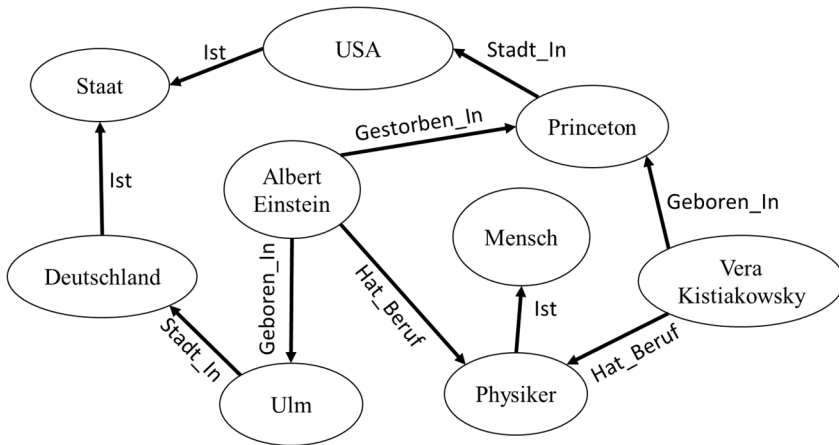 Ist
USA
Stadt_In
Staat
Gestorben_In
Princeton
Ist
Albert
Einstein
Geboren_In
Mensch
Deutschland
Geboren_In
Hat_Beruf
Vera
Kistiakowsky
Stadt_In
Ist
Hat_Beruf
Ulm
Physiker